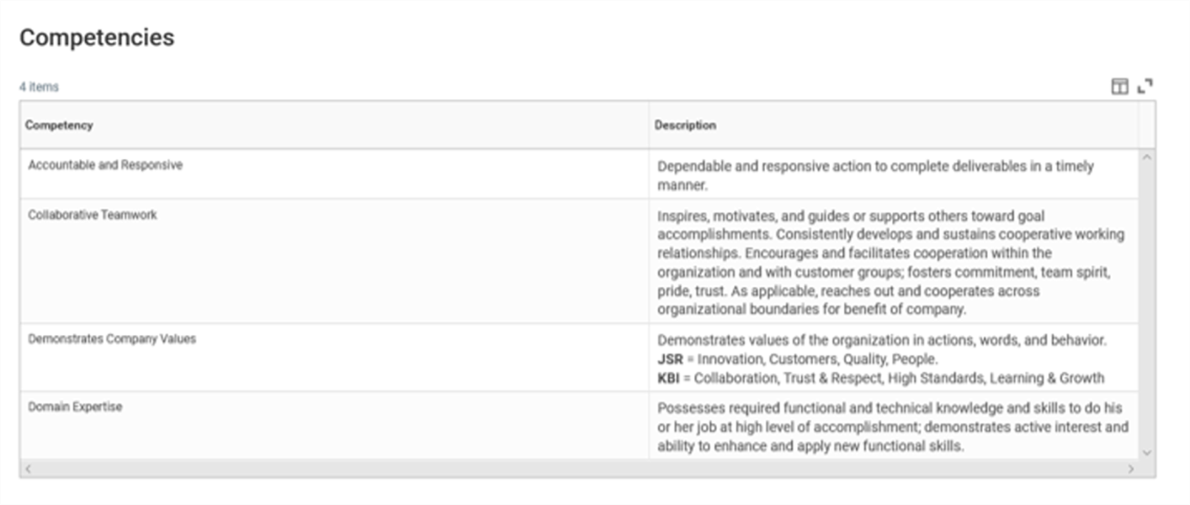 Competencies
4 items
Competency
Description
Accountable and Responsive
Dependable and responsive action to complete deliverables in a timely
manner.
Collaborative Teamwork
Inspires, motivates, and guides or supports others toward goal
accomplishments. Consistently develops and sustains cooperative working
relationships. Encourages and facilitates cooperation within the
organization and with customer groups; fosters commitment, team spirit,
pride, trust. As applicable, reaches out and cooperates across
organizational boundaries for benefit of company.
Demonstrates Company Values
Demonstrates values of the organization in actions, words, and behavior.
JSR = Innovation, Customers, Quality, People.
KBI = Collaboration, Trust & Respect, High Standards, Learning & Growth
Domain Expertise
Possesses required functional and technical knowledge and skills to do his
or her job at high level of accomplishment; demonstrates active interest and
ability to enhance and apply new functional skills.